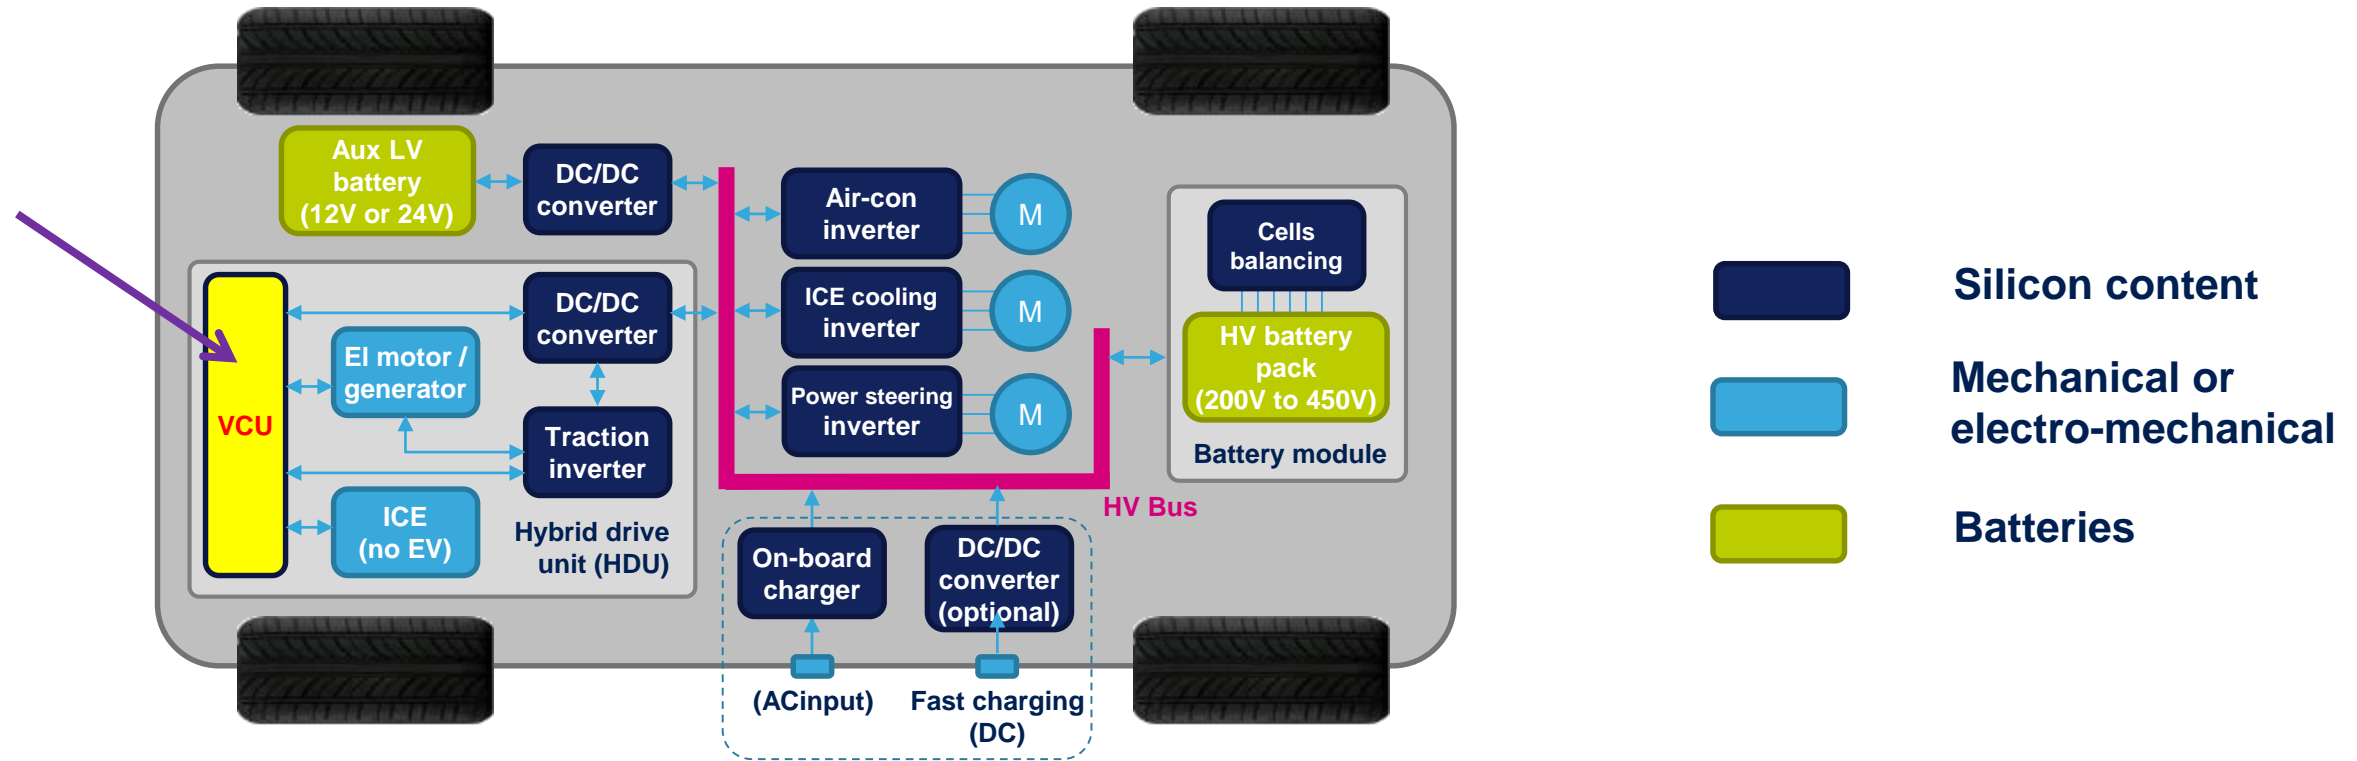 Aux LV
battery
(12V or 24V)
DC/DC
converter
VCU
DC/DC
converter
El motor /
generator
Traction
inverter
ICE
(no EV)
Hybrid drive
unit (HDU)
Air-con
inverter
M
ICE cooling
inverter
M
Power steering
inverter
M
HV Bus
Cells
balancing
HV battery
pack
(200V to 450V)
Battery module
On-board
charger
DC/DC
converter
(optional)
(ACinput)
Fast charging
(DC)
Silicon content
Mechanical or
electro-mechanical
Batteries